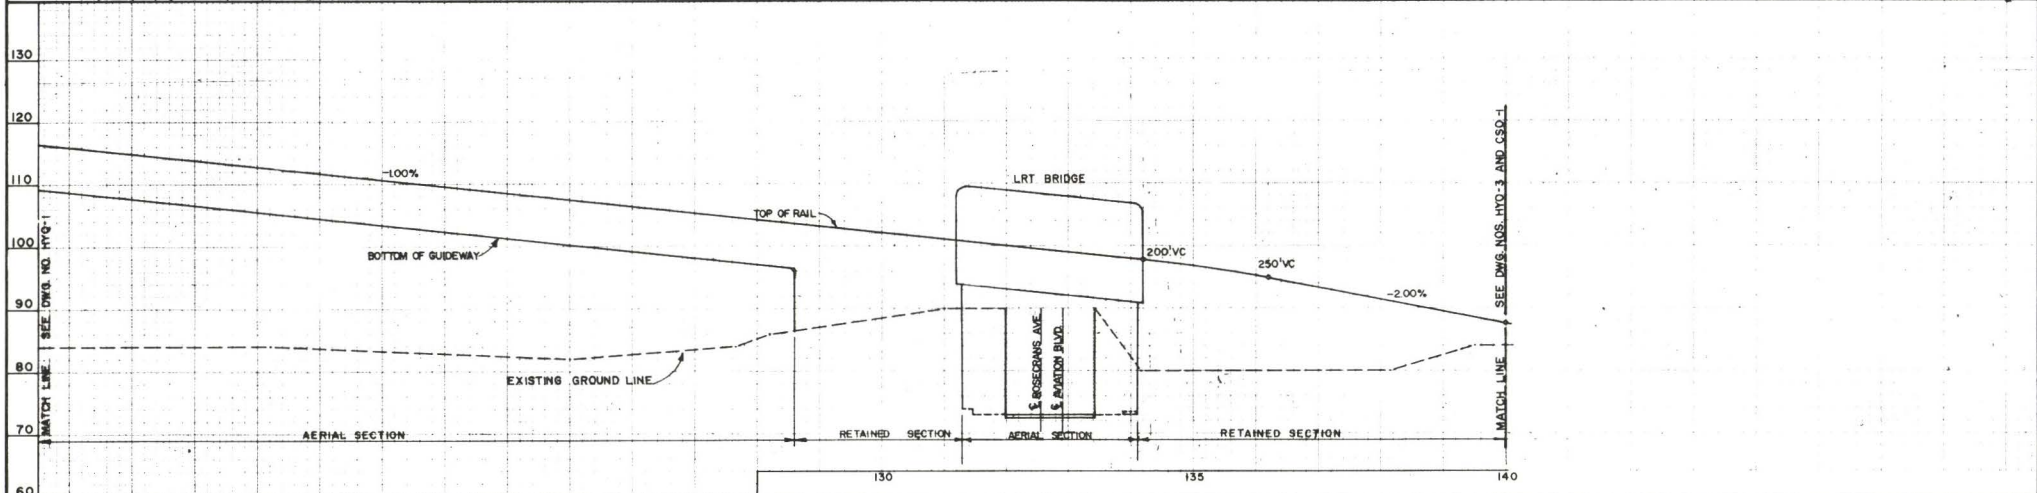 130
120
110
100
90
80
70
60
MATCH LINE: SEE DWG. NO. HYQ-1
-1.00%
BOTTOM OF GUIDEWAY
TOP OF RAIL
EXISTING GROUND LINE
LRT BRIDGE
200' VC
250' VC
-2.00%
℄ ROSECRANS AVE.
℄ AVIATION BLVD.
MATCH LINE SEE DWG. NOS. HYO-3 AND CSO-1
AERIAL SECTION
RETAINED SECTION
AERIAL SECTION
RETAINED SECTION
130
135
140